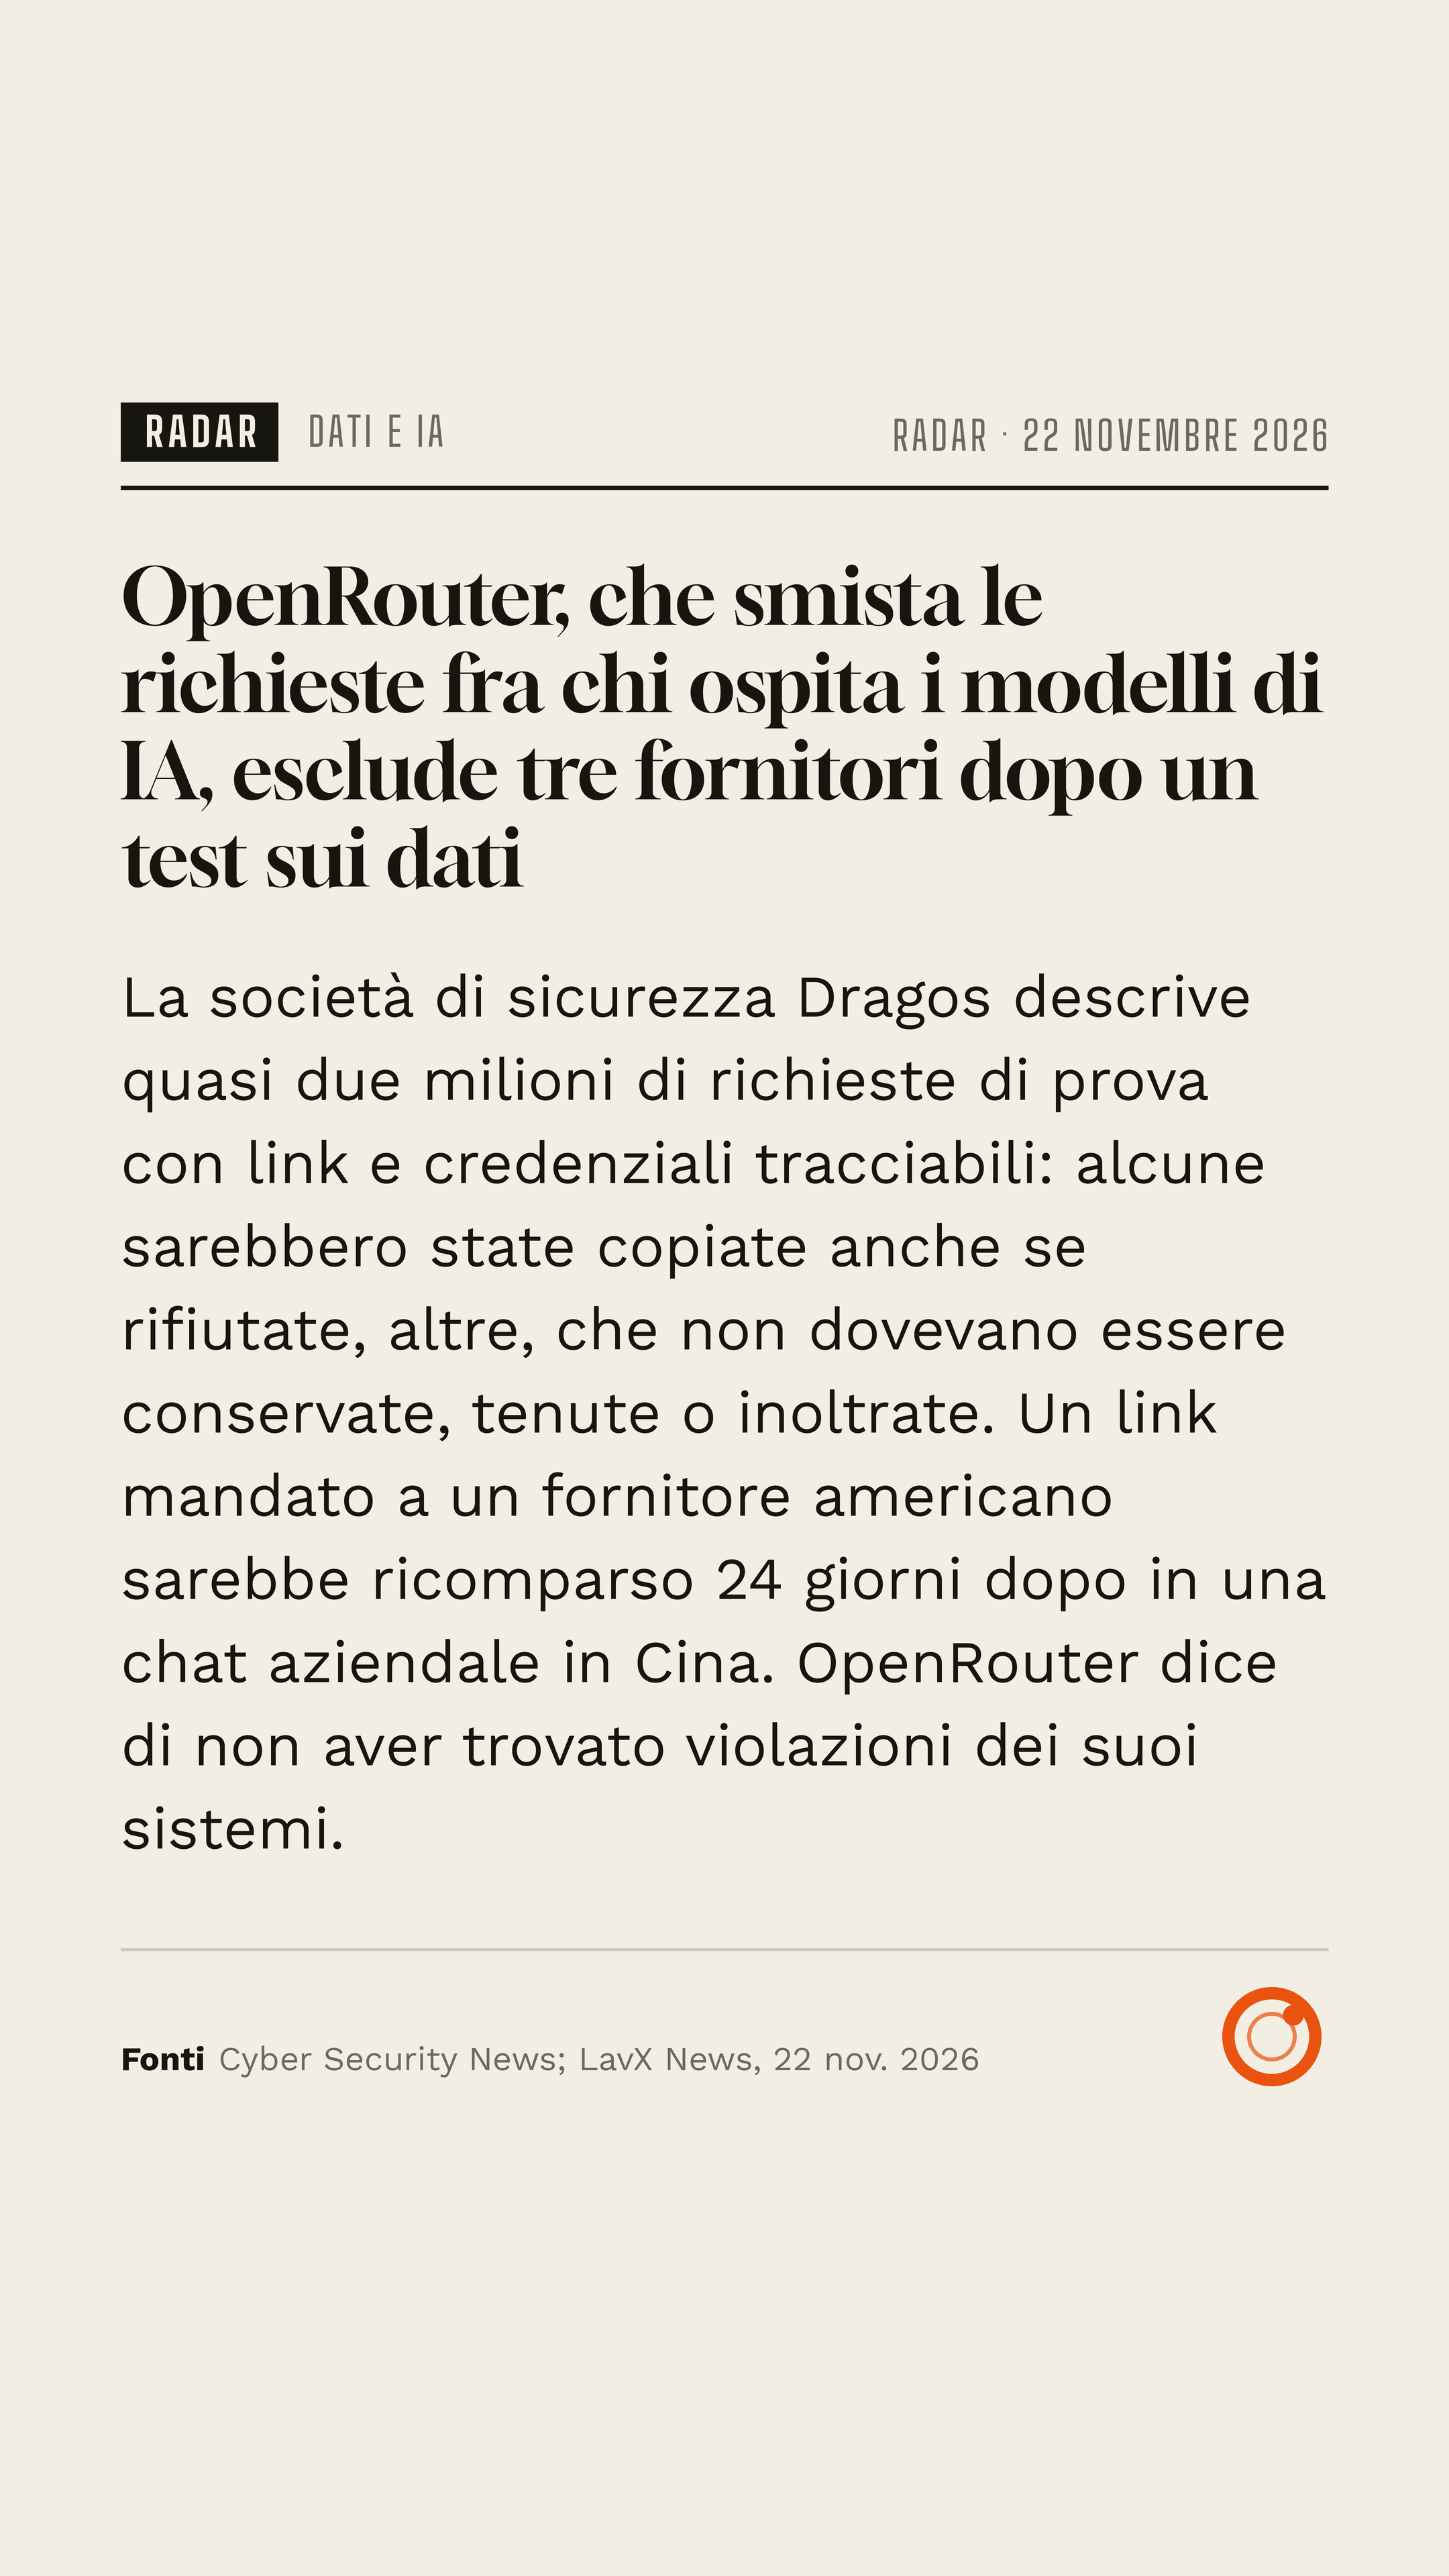 RADAR DATI E IA RADAR · 22 NOVEMBRE 2026
OpenRouter, che smista le
richieste fra chi ospita i modelli di
IA, esclude tre fornitori dopo un
test sui dati
La società di sicurezza Dragos descrive
quasi due milioni di richieste di prova
con link e credenziali tracciabili: alcune
sarebbero state copiate anche se
rifiutate, altre, che non dovevano essere
conservate, tenute o inoltrate. Un link
mandato a un fornitore americano
sarebbe ricomparso 24 giorni dopo in una
chat aziendale in Cina. OpenRouter dice
di non aver trovato violazioni dei suoi
sistemi.
Fonti Cyber Security News; LavX News, 22 nov. 2026